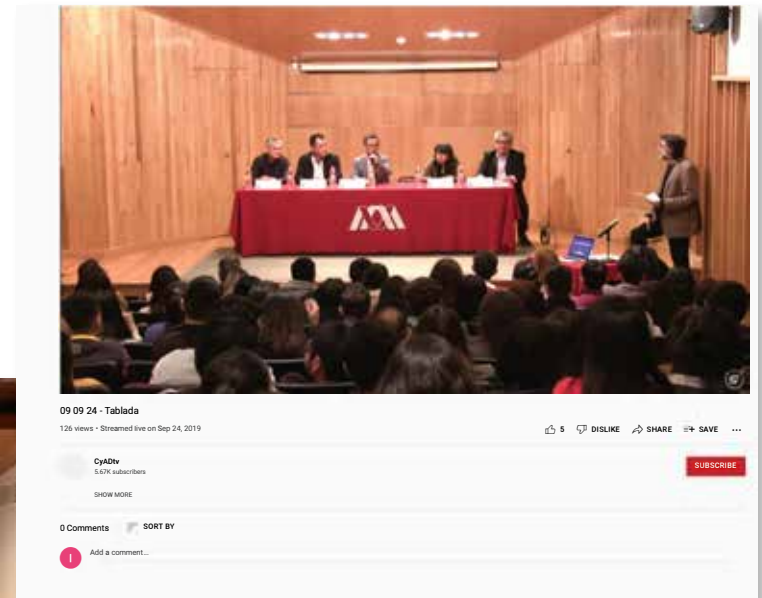 09 09 24 - Tablada
126 views • Streamed live on Sep 24, 2019
5 DISLIKE SHARE SAVE ...
CyADtv
5.67K subscribers
SUBSCRIBE
SHOW MORE
0 Comments SORT BY
I Add a comment...